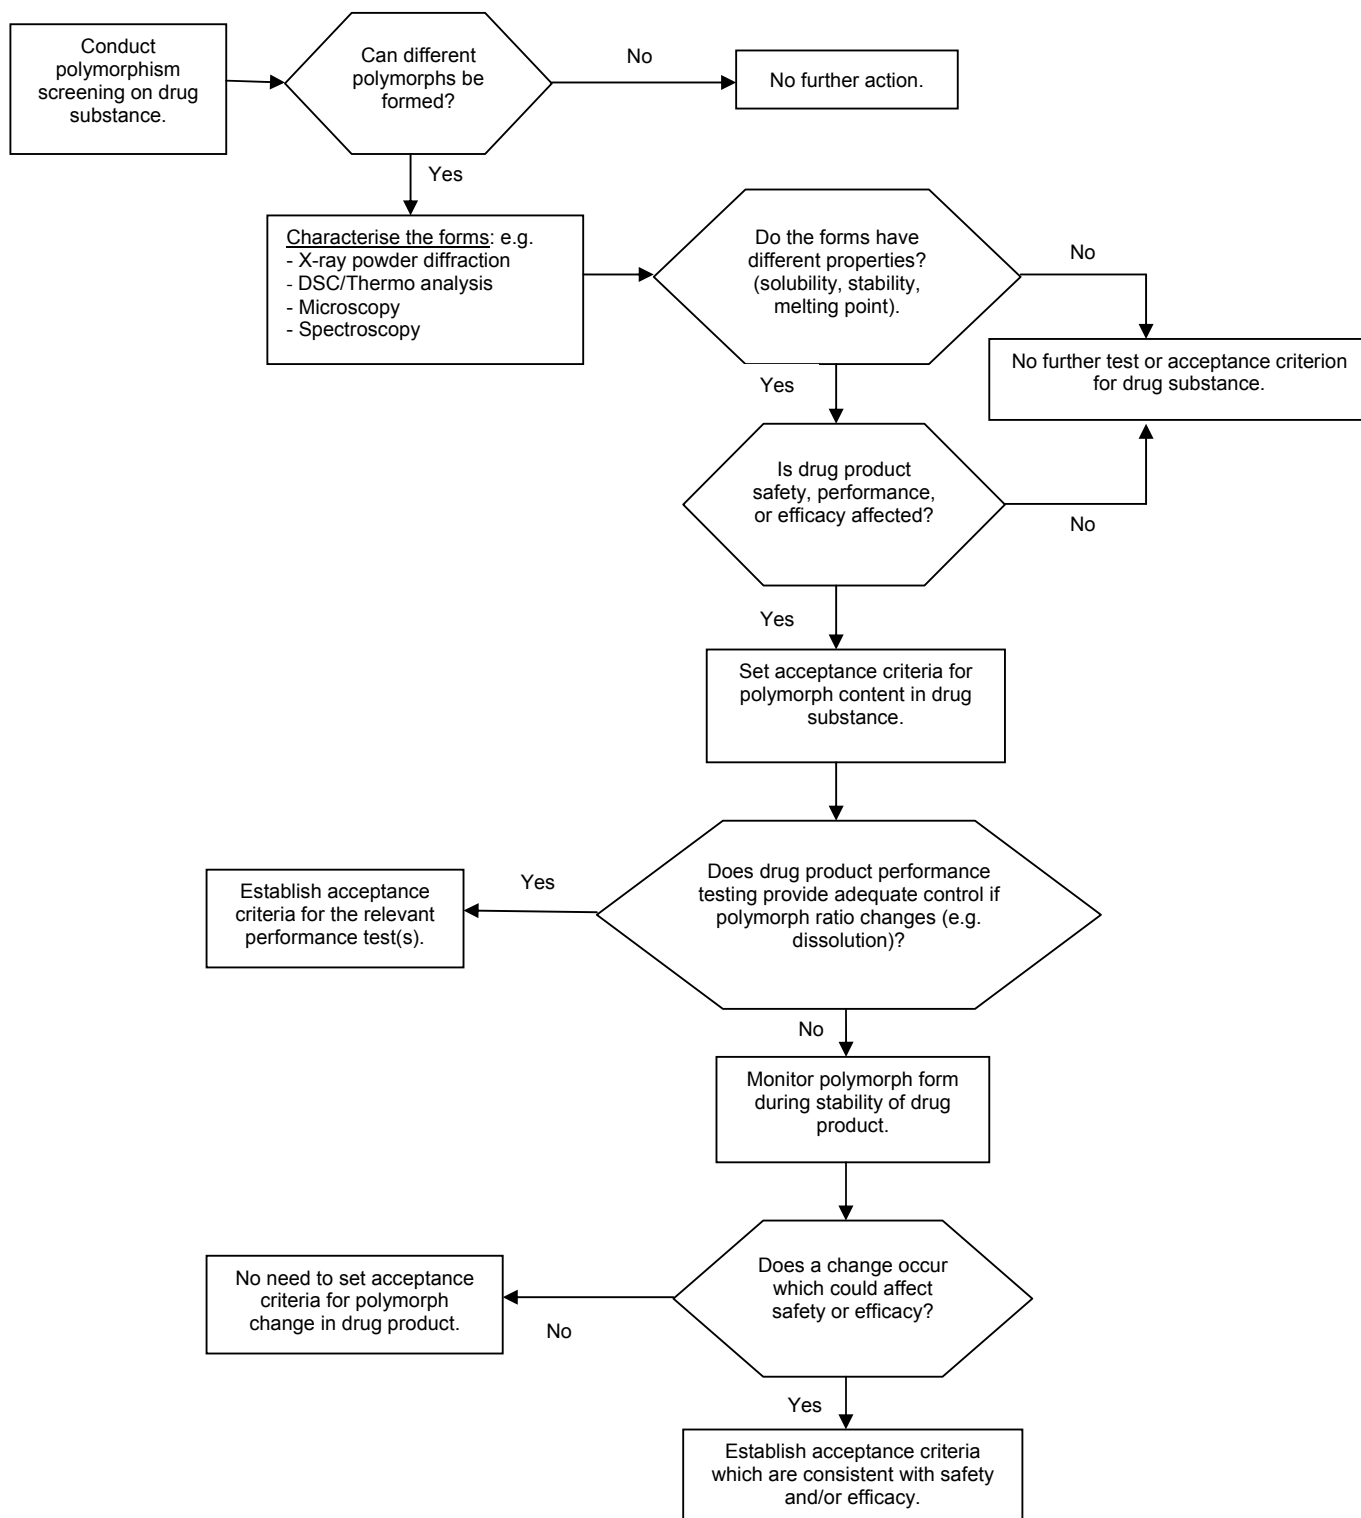 Conduct
polymorphism
screening on drug
substance.
Can different
polymorphs be
formed?
No
No further action.
Yes
Characterise the forms: e.g.
- X-ray powder diffraction
- DSC/Thermo analysis
- Microscopy
- Spectroscopy
Do the forms have
different properties?
(solubility, stability,
melting point).
No
No further test or acceptance criterion
for drug substance.
Yes
Is drug product
safety, performance,
or efficacy affected?
No
Yes
Set acceptance criteria for
polymorph content in drug
substance.
Does drug product performance
testing provide adequate control if
polymorph ratio changes (e.g.
dissolution)?
Yes
Establish acceptance
criteria for the relevant
performance test(s).
No
Monitor polymorph form
during stability of drug
product.
Does a change occur
which could affect
safety or efficacy?
No need to set acceptance
criteria for polymorph
change in drug product.
No
Yes
Establish acceptance criteria
which are consistent with safety
and/or efficacy.